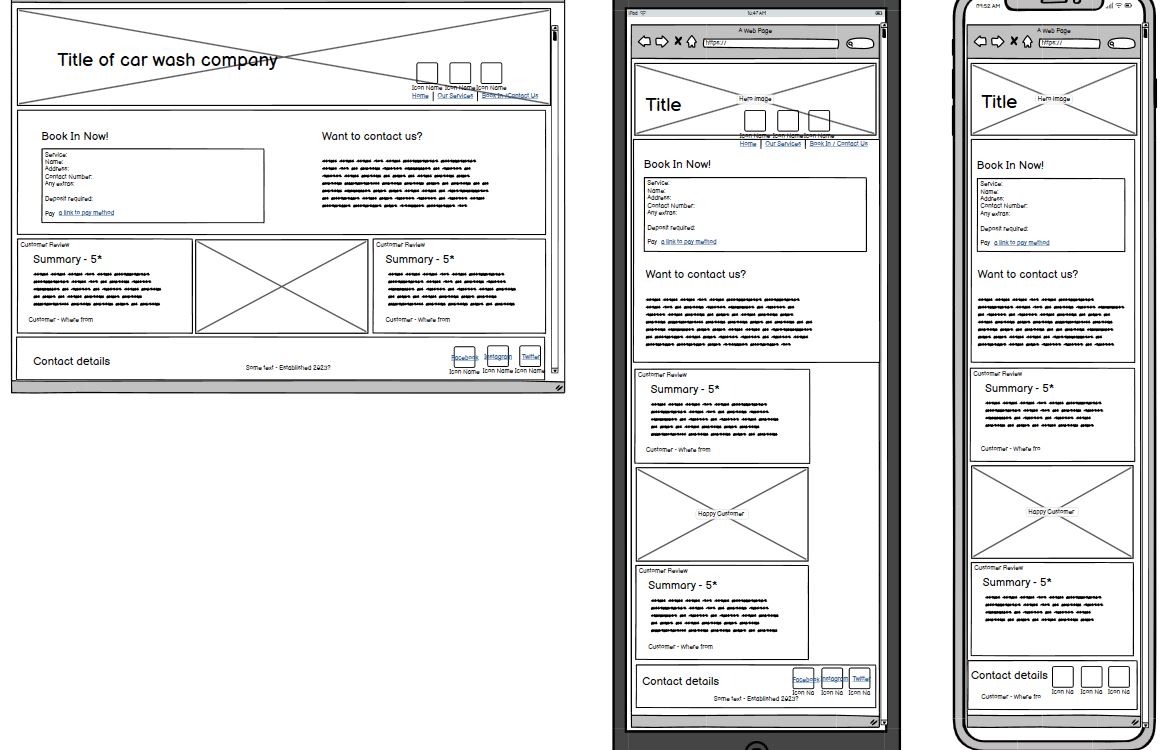 Title of car wash company
Icon Name Icon Name Icon Name
Home Our Services Book In /Contact Us
Book In Now!
Service:
Name:
Address:
Contact Number:
Any extras:
Deposit required:
Pay a link to pay method
Want to contact us?
Customer Review
Summary - 5*
Customer - Where from
Customer Review
Summary - 5*
Customer - Where from
Contact details
Some text - Established 2023?
Facebook Instagram Twitter
Icon Name Icon Name Icon Name
iPad 10:47 AM
A Web Page
https://
Title
Hero image
Icon Name Icon Name Icon Name
Home Our Services Book In / Contact Us
Book In Now!
Service:
Name:
Address:
Contact Number:
Any extras:
Deposit required:
Pay a link to pay method
Want to contact us?
Customer Review
Summary - 5*
Customer - Where from
Happy Customer
Customer Review
Summary - 5*
Customer - Where from
Contact details
Facebook Instagram Twitter
Icon Na Icon Na Icon Na
Some text - Established 2023?
09:52 AM
A Web Page
https://
Title
Hero image
Book In Now!
Service:
Name:
Address:
Contact Number:
Any extras:
Deposit required:
Pay a link to pay method
Want to contact us?
Customer Review
Summary - 5*
Customer - Where fro
Happy Customer
Customer Review
Summary - 5*
Contact details
Icon Na Icon Na Icon Na
Customer - Where fro